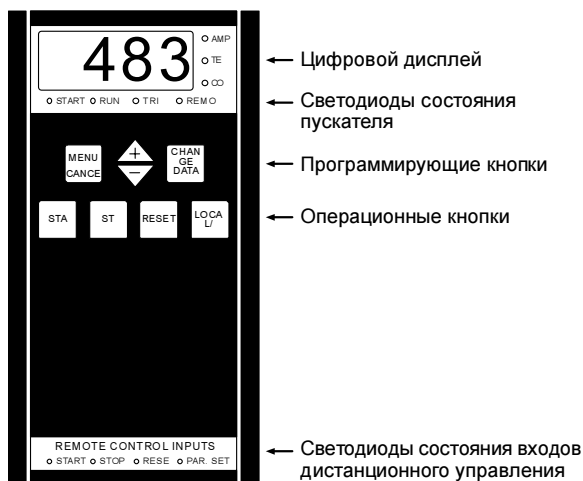 483
AMP
TE
CO
Цифровой дисплей
START RUN TRI REMO
Светодиоды состояния
пускателя
MENU
CANCE
+
−
CHAN
GE
DATA
Программирующие кнопки
STA
ST
RESET
LOCA
L/
Операционные кнопки
REMOTE CONTROL INPUTS
START STOP RESE PAR. SET
Светодиоды состояния входов
дистанционного управления